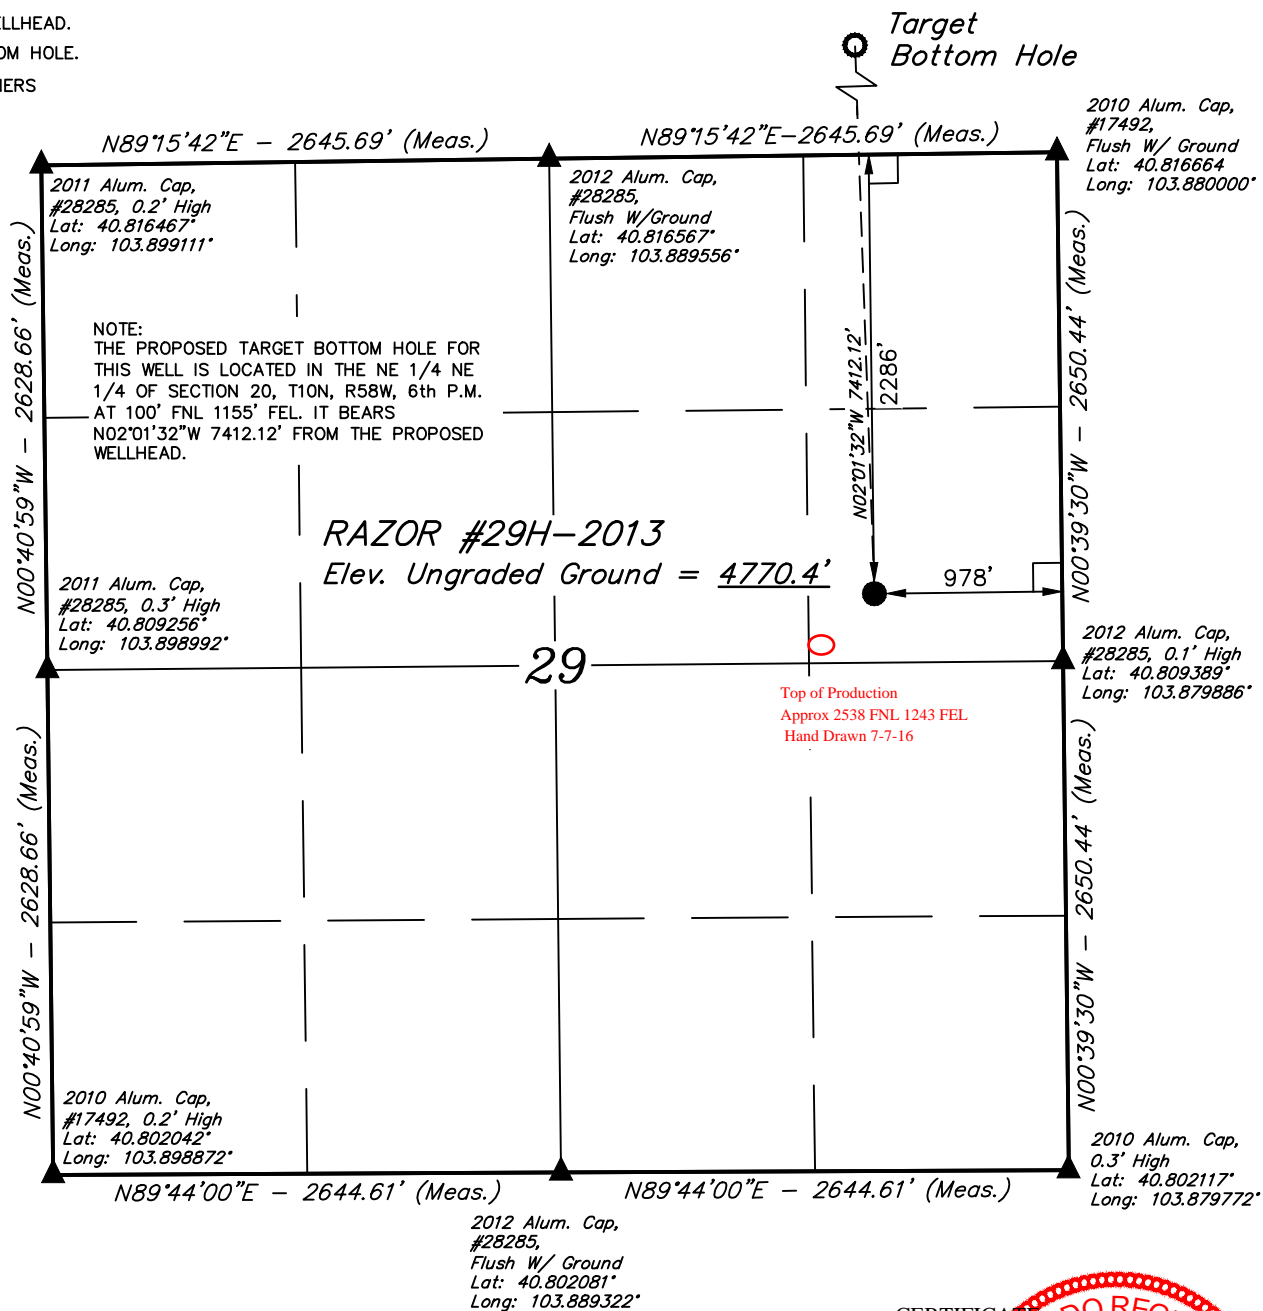 Target
Bottom Hole
HOLE.
N89°15'42"E - 2645.69' (Meas.)
N89°15'42"E-2645.69' (Meas.)
2010 Alum. Cap,
#17492,
Flush W/ Ground
Lat: 40.816664
Long: 103.880000°
2011 Alum. Cap,
#28285, 0.2' High
Lat: 40.816467°
Long: 103.899111°
2012 Alum. Cap,
#28285,
Flush W/Ground
Lat: 40.816567°
Long: 103.889556°
N00°40'59"W - 2628.66' (Meas.)
NOTE:
THE PROPOSED TARGET BOTTOM HOLE FOR
THIS WELL IS LOCATED IN THE NE 1/4 NE
1/4 OF SECTION 20, T10N, R58W, 6th P.M.
AT 100' FNL 1155' FEL. IT BEARS
N02°01'32"W 7412.12' FROM THE PROPOSED
WELLHEAD.
N02°01'32"W 7412.12'
2286'
N00°39'30"W - 2650.44' (Meas.)
RAZOR #29H-2013
Elev. Ungraded Ground = 4770.4'
978'
2011 Alum. Cap,
#28285, 0.3' High
Lat: 40.809256°
Long: 103.898992°
29
2012 Alum. Cap,
#28285, 0.1' High
Lat: 40.809389°
Long: 103.879886°
Top of Production
Approx 2538 FNL 1243 FEL
Hand Drawn 7-7-16
N00°40'59"W - 2628.66' (Meas.)
N00°39'30"W - 2650.44' (Meas.)
2010 Alum. Cap,
#17492, 0.2' High
Lat: 40.802042°
Long: 103.898872°
2010 Alum. Cap,
0.3' High
Lat: 40.802117°
Long: 103.879772°
N89°44'00"E - 2644.61' (Meas.)
N89°44'00"E - 2644.61' (Meas.)
2012 Alum. Cap,
#28285,
Flush W/ Ground
Lat: 40.802081°
Long: 103.889322°